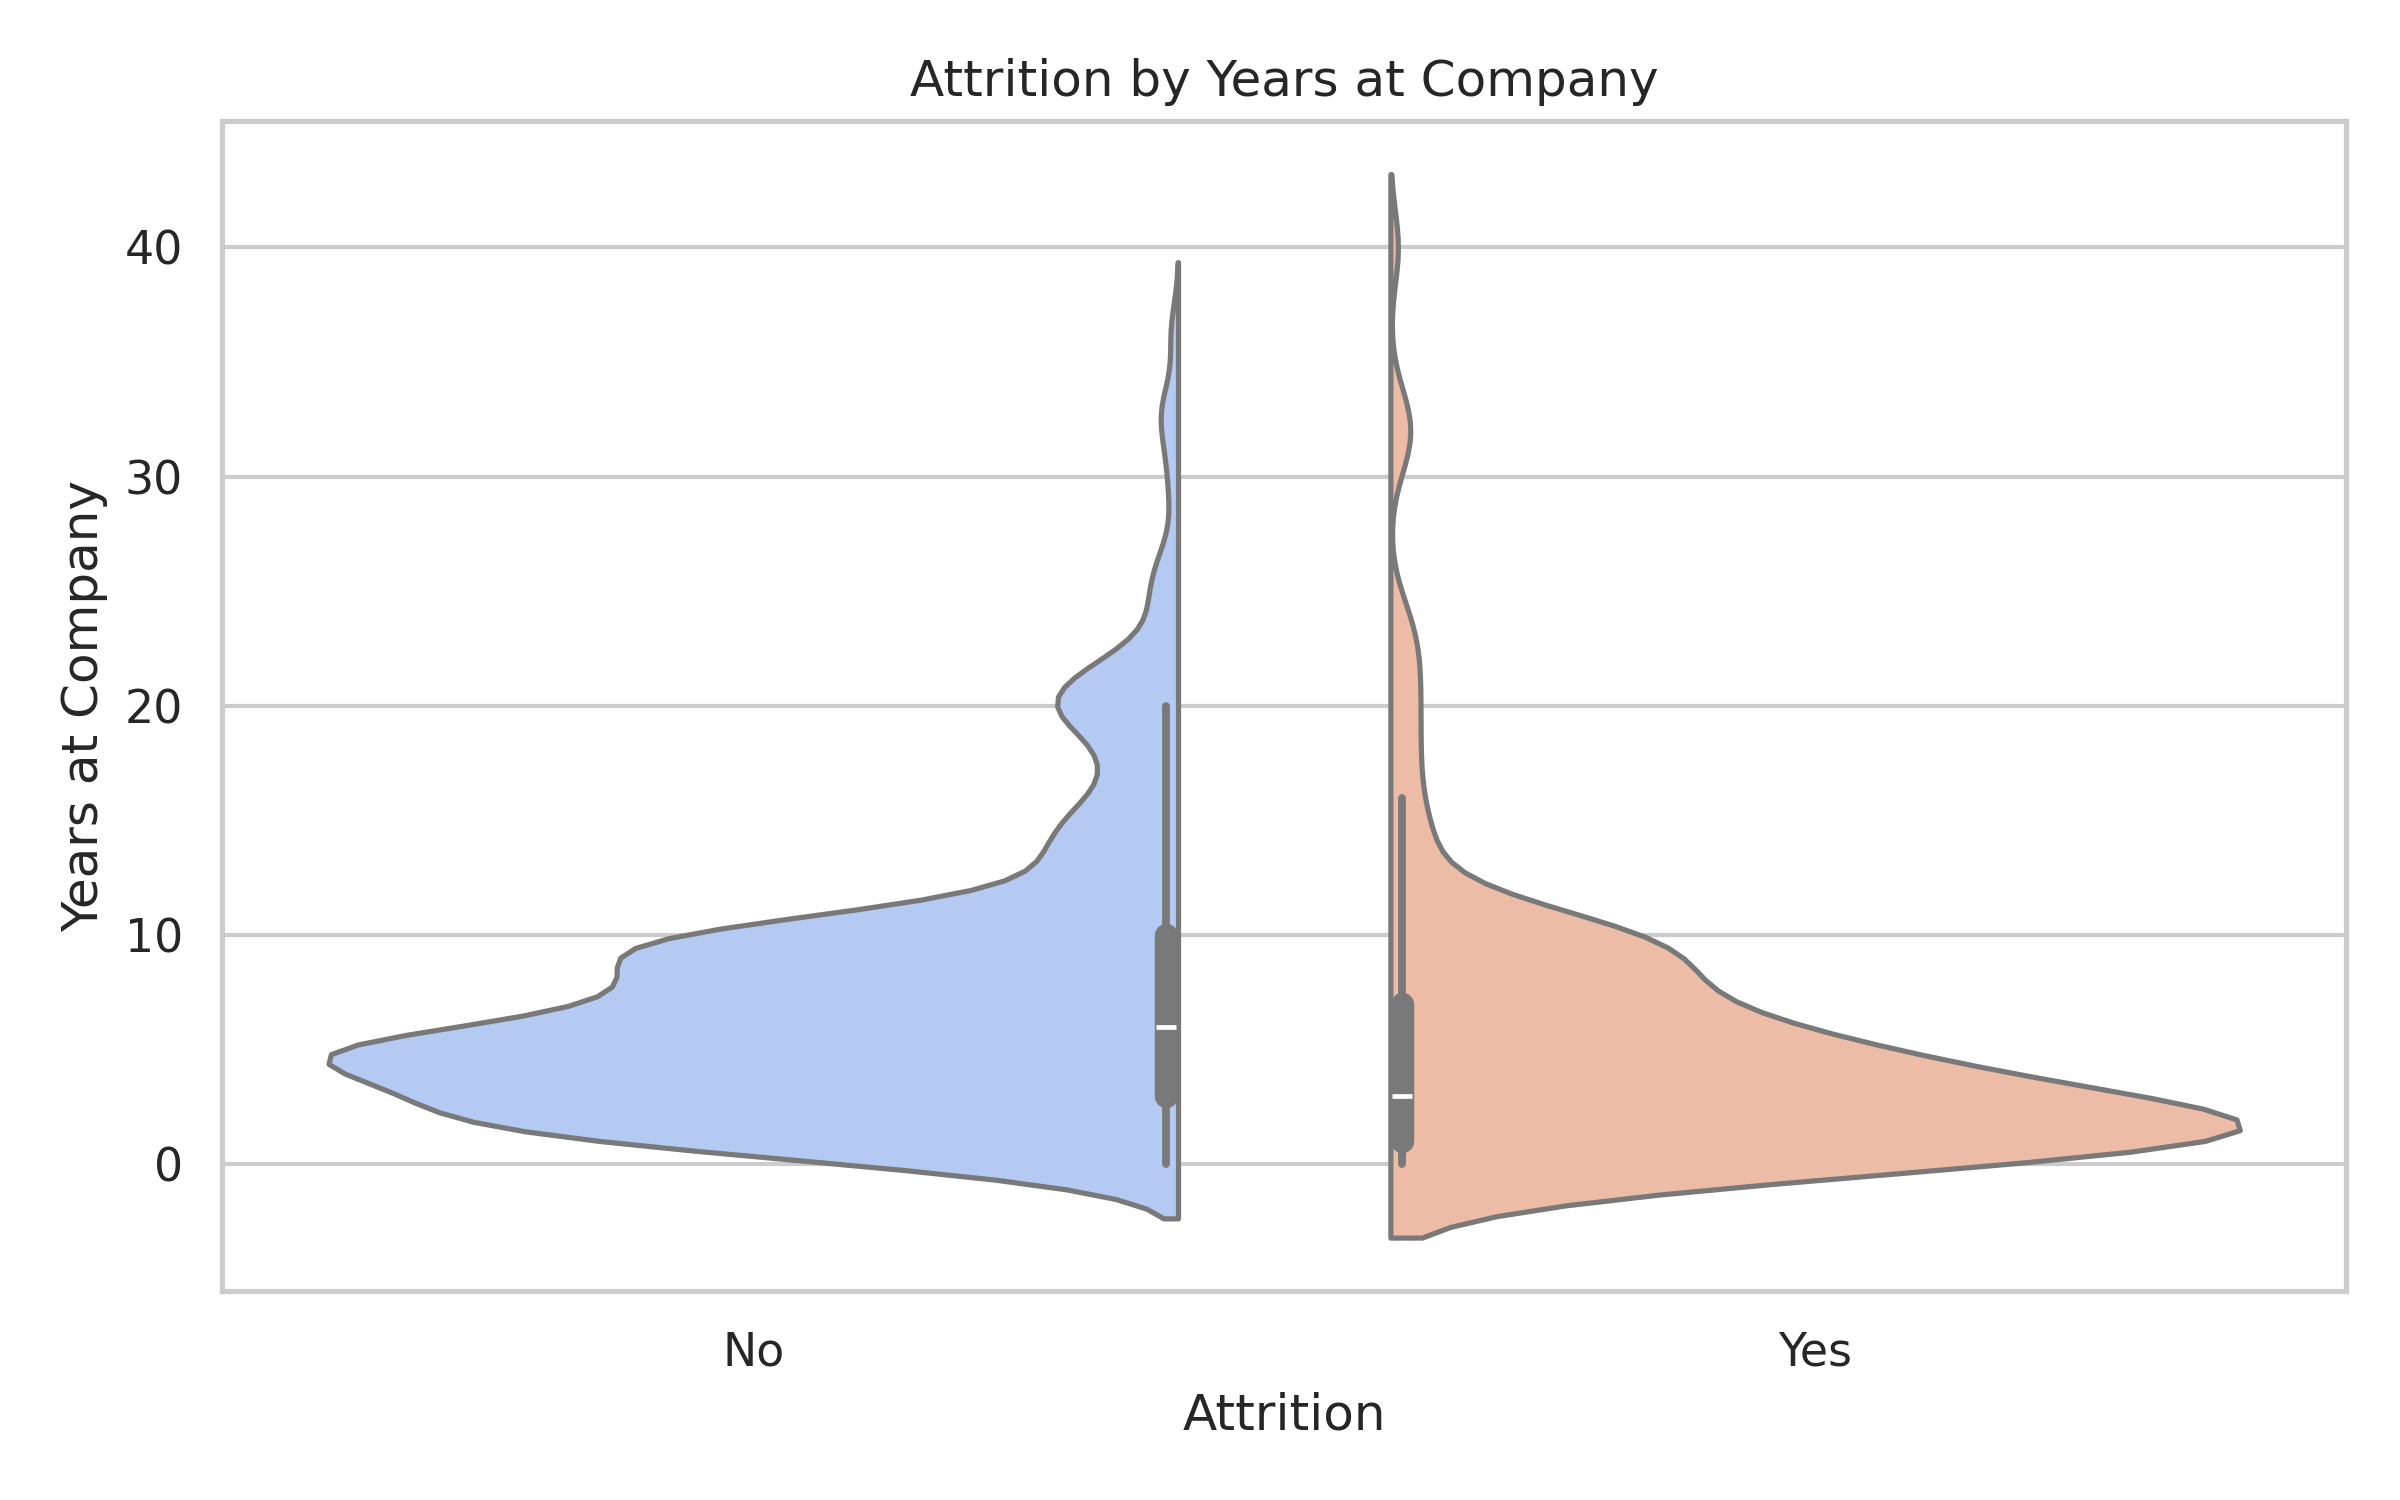 Attrition by Years at Company
Years at Company
40
30
20
10
0
No
Yes
Attrition